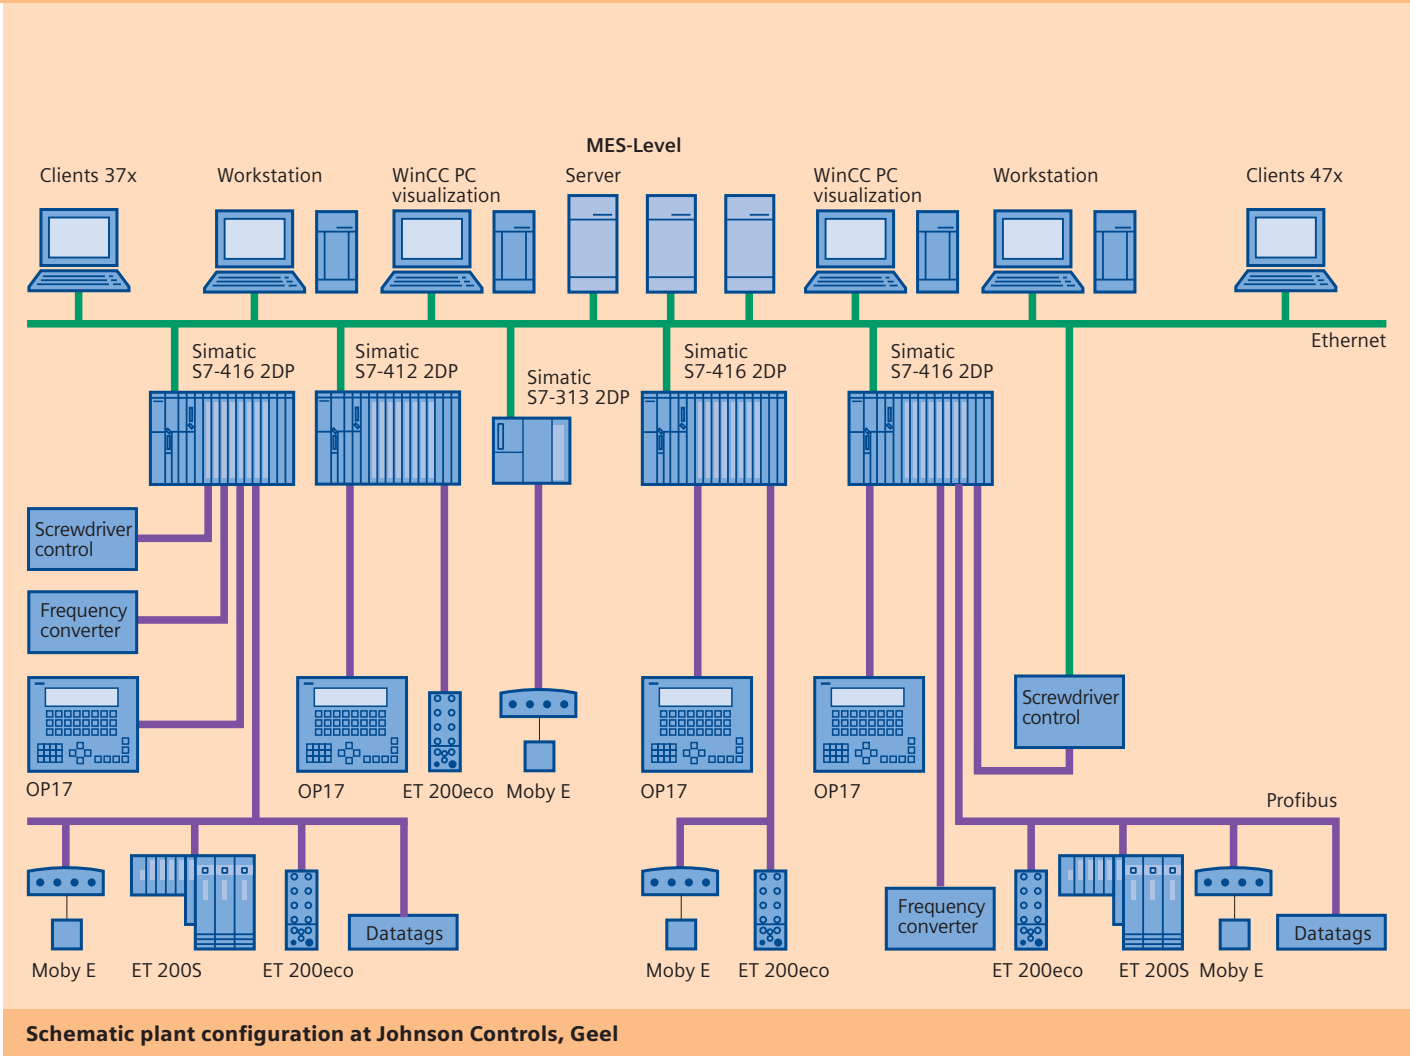 MES-Level
Clients 37x
Workstation
WinCC PC
visualization
Server
WinCC PC
visualization
Workstation
Clients 47x
Ethernet
Simatic
S7-416 2DP
Simatic
S7-412 2DP
Simatic
S7-313 2DP
Simatic
S7-416 2DP
Simatic
S7-416 2DP
Screwdriver
control
Frequency
converter
OP17
OP17
ET 200eco
Moby E
OP17
OP17
Screwdriver
control
Profibus
Moby E
ET 200S
ET 200eco
Datatags
Moby E
ET 200eco
Frequency
converter
ET 200eco
ET 200S
Moby E
Datatags
Schematic plant configuration at Johnson Controls, Geel